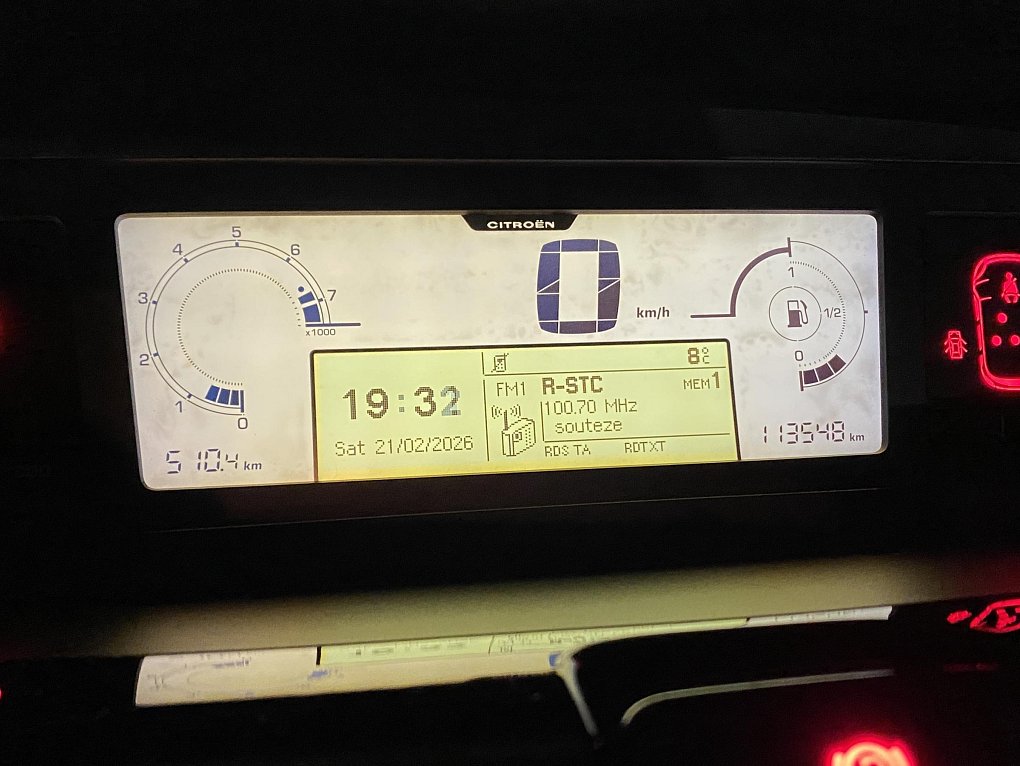 CITROËN
5
4
6
3
7
x1000
2
1
0
510.4 km
0 km/h
1
1/2
0
113548 km
19:32
Sat 21/02/2026
8°C
FM1 R-STC MEM1
100.70 MHz
souteze
RDS TA RDTXT